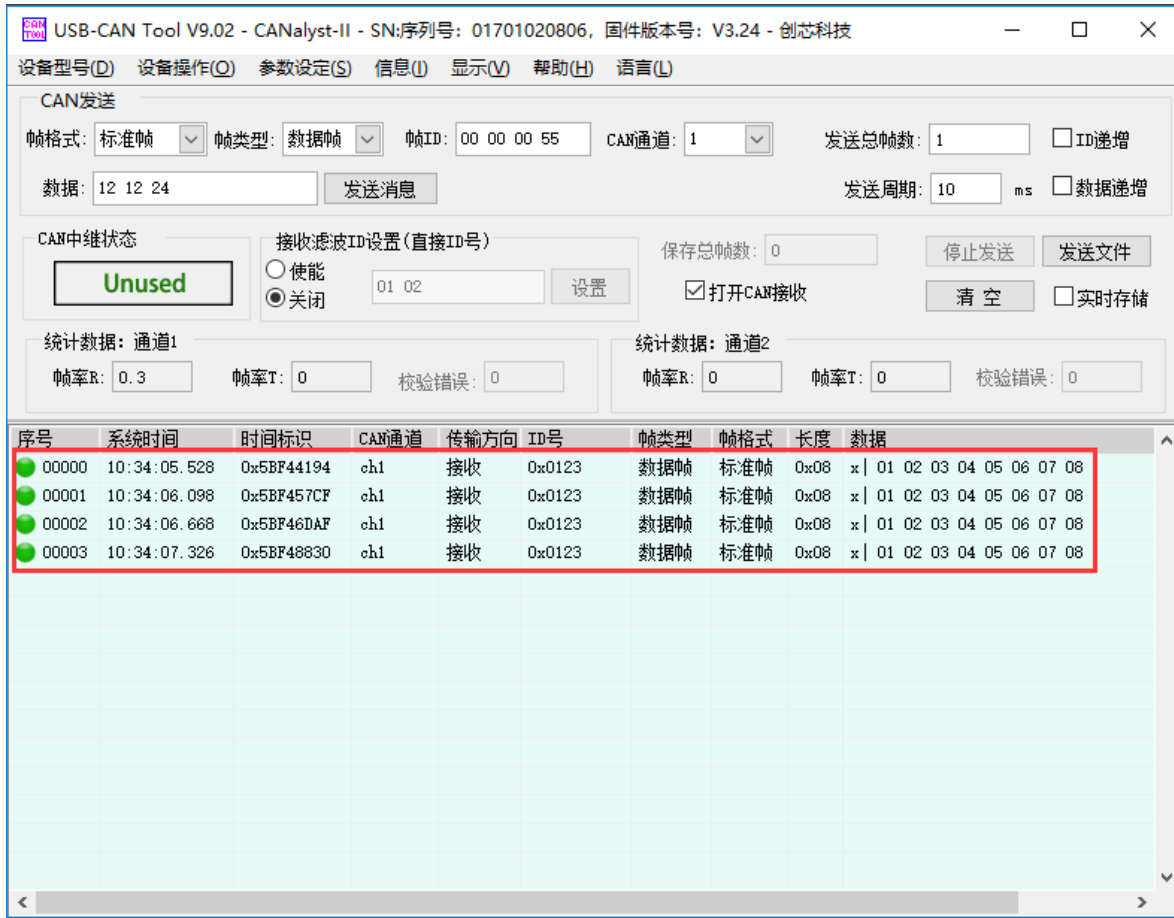 USB-CAN Tool V9.02 - CANalyst-II - SN:序列号: 01701020806, 固件版本号: V3.24 - 创芯科技
设备型号(D) 设备操作(O) 参数设定(S) 信息(I) 显示(V) 帮助(H) 语言(L)
CAN发送
帧格式: 标准帧 帧类型: 数据帧 帧ID: 00 00 00 55 CAN通道: 1 发送总帧数: 1 ID递增
数据: 12 12 24 发送消息 发送周期: 10 ms 数据递增
CAN中继状态 接收滤波ID设置(直接ID号) 保存总帧数: 0 停止发送 发送文件
Unused 使能 关闭 01 02 设置 打开CAN接收 清 空 实时存储
统计数据: 通道1 统计数据: 通道2
帧率R: 0.3 帧率T: 0 校验错误: 0 帧率R: 0 帧率T: 0 校验错误: 0
序号 系统时间 时间标识 CAN通道 传输方向 ID号 帧类型 帧格式 长度 数据
00000 10:34:05.528 0x5BF44194 ch1 接收 0x0123 数据帧 标准帧 0x08 x| 01 02 03 04 05 06 07 08
00001 10:34:06.098 0x5BF457CF ch1 接收 0x0123 数据帧 标准帧 0x08 x| 01 02 03 04 05 06 07 08
00002 10:34:06.668 0x5BF46DAF ch1 接收 0x0123 数据帧 标准帧 0x08 x| 01 02 03 04 05 06 07 08
00003 10:34:07.326 0x5BF48830 ch1 接收 0x0123 数据帧 标准帧 0x08 x| 01 02 03 04 05 06 07 08